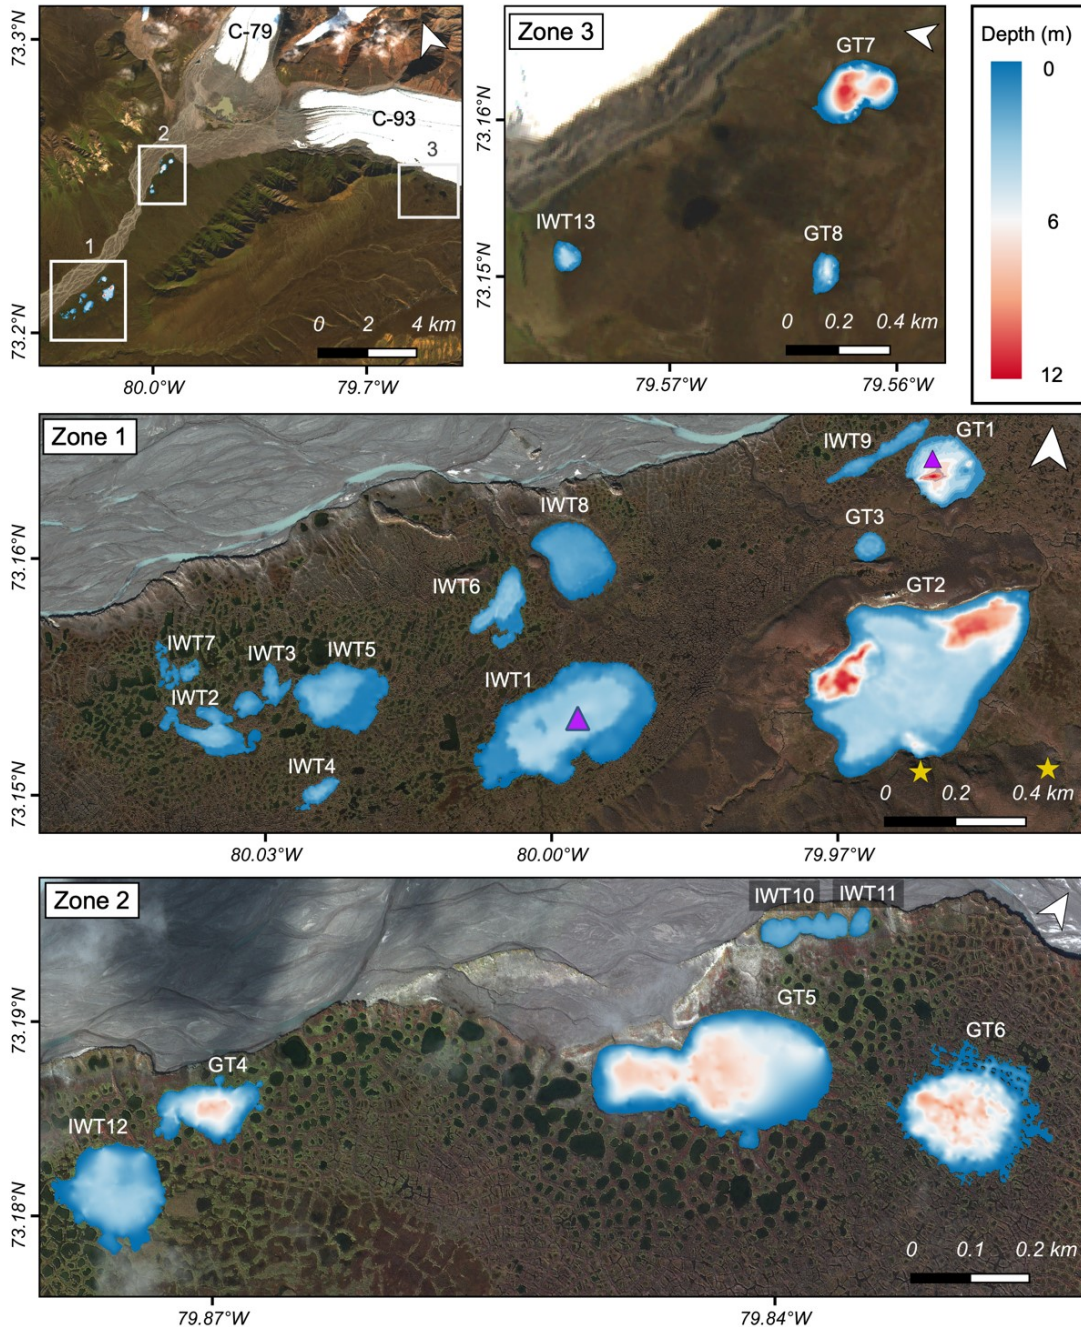 C-79
C-93
1
2
3
0 2 4 km
73.3°N
73.2°N
80.0°W 79.7°W
Zone 3
GT7
IWT13
GT8
0 0.2 0.4 km
73.16°N
73.15°N
79.57°W 79.56°W
Depth (m)
0
6
12
Zone 1
IWT9
GT1
IWT8
GT3
IWT6
GT2
IWT7
IWT3
IWT5
IWT1
IWT2
IWT4
0 0.2 0.4 km
73.16°N
73.15°N
80.03°W 80.00°W 79.97°W
Zone 2
IWT10 IWT11
GT5
GT6
GT4
IWT12
0 0.1 0.2 km
73.19°N
73.18°N
79.87°W 79.84°W